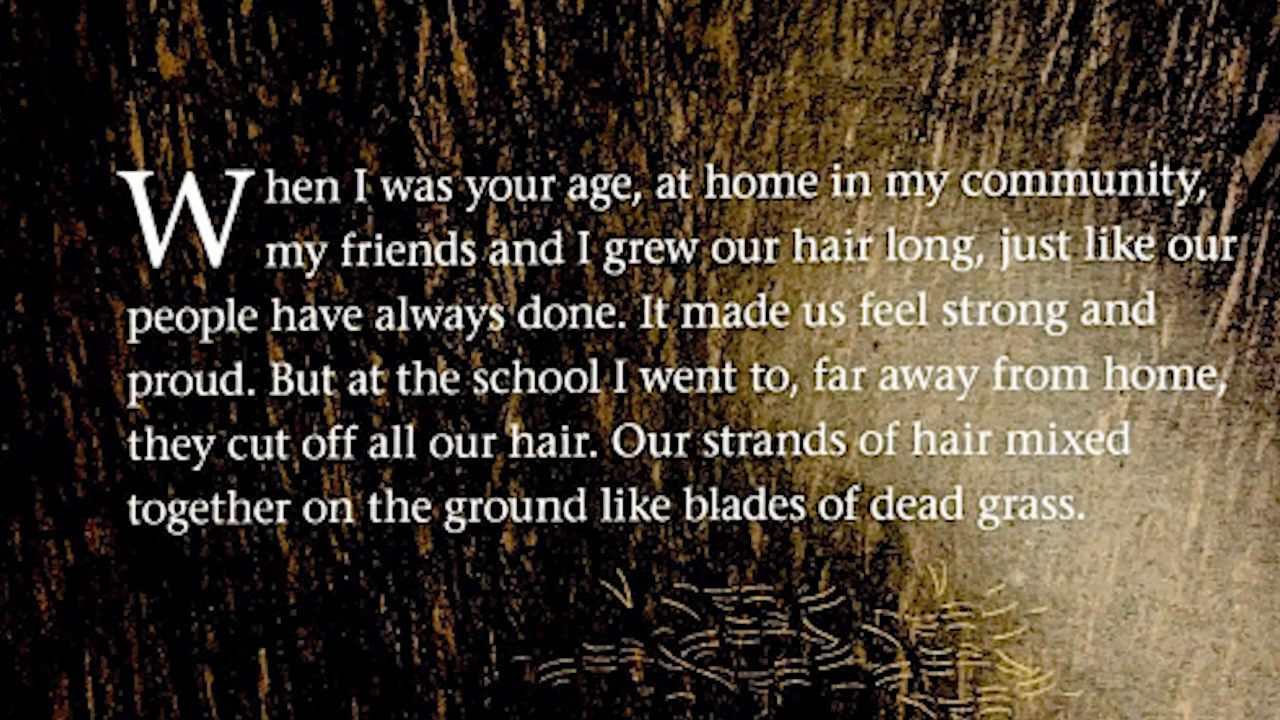 When I was your age, at home in my community,
my friends and I grew our hair long, just like our
people have always done. It made us feel strong and
proud. But at the school I went to, far away from home,
they cut off all our hair. Our strands of hair mixed
together on the ground like blades of dead grass.